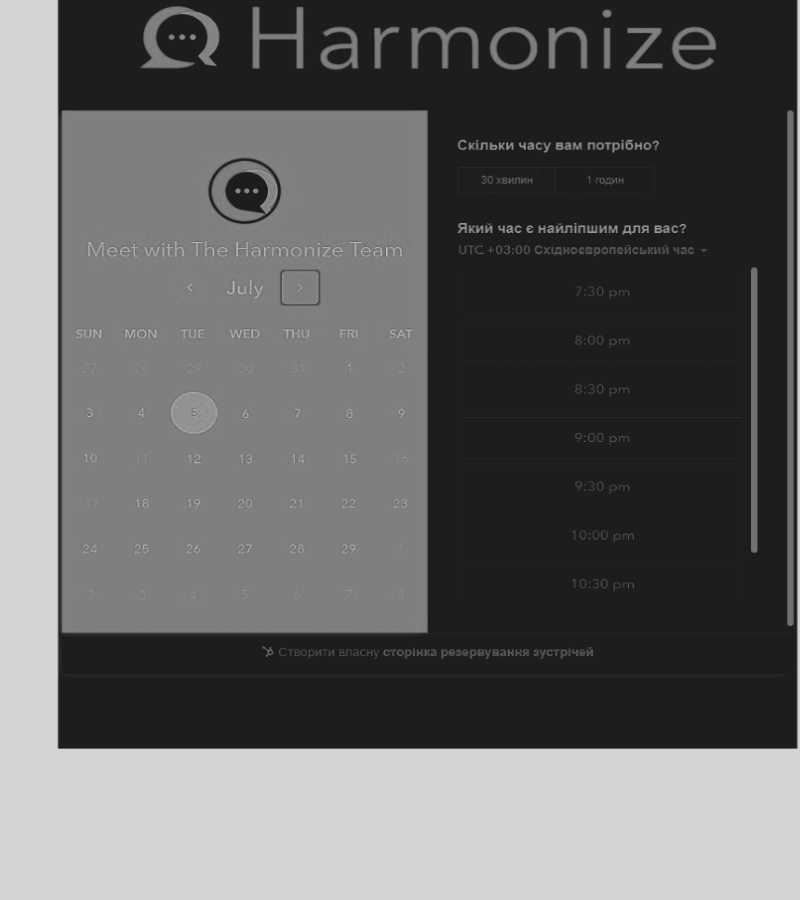 Harmonize
Meet with The Harmonize Team
July
SUN MON TUE WED THU FRI SAT
27 28 29 30 31 1 2
3 4 5 6 7 8 9
10 11 12 13 14 15 16
17 18 19 20 21 22 23
24 25 26 27 28 29
2 3 4 5 6 7 8
Скільки часу вам потрібно?
30 хвилин 1 годин
Який час є найліпшим для вас?
UTC +03:00 Східноєвропейський час
7:30 pm
8:00 pm
8:30 pm
9:00 pm
9:30 pm
10:00 pm
10:30 pm
Створити власну сторінка резервування зустрічей